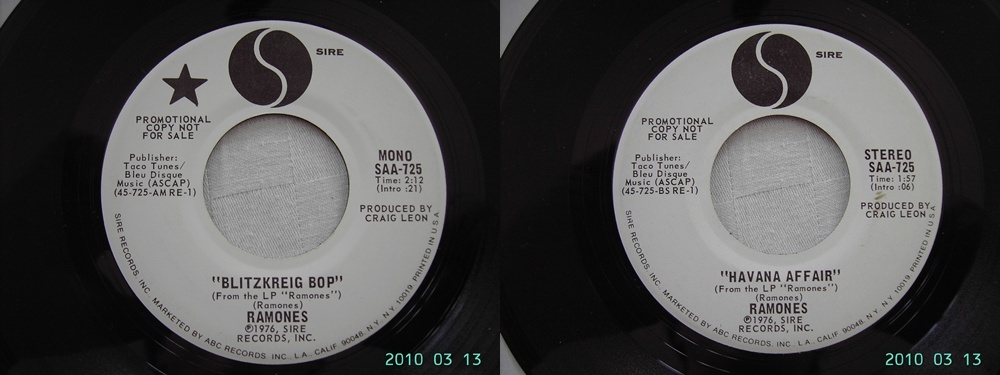 SIRE
PROMOTIONAL
COPY NOT
FOR SALE
Publisher:
Taco Tunes/
Bleu Disque
Music (ASCAP)
(45-725-AM RE-1)
MONO
SAA-725
Time: 2:12
(Intro :21)
PRODUCED BY
CRAIG LEON
"BLITZKREIG BOP"
(From the LP "Ramones")
(Ramones)
RAMONES
℗1976, SIRE
RECORDS, INC.
SIRE RECORDS, INC. MARKETED BY ABC RECORDS, INC., L.A., CALIF. 90048, N.Y., N.Y. 10019 PRINTED IN U.S.A.
2010 03 13
SIRE
PROMOTIONAL
COPY NOT
FOR SALE
Publisher:
Taco Tunes/
Bleu Disque
Music (ASCAP)
(45-725-BS RE-1)
STEREO
SAA-725
Time: 1:57
(Intro :06)
PRODUCED BY
CRAIG LEON
"HAVANA AFFAIR"
(From the LP "Ramones")
(Ramones)
RAMONES
℗1976, SIRE
RECORDS, INC.
SIRE RECORDS, INC. MARKETED BY ABC RECORDS, INC., L.A., CALIF. 90048, N.Y., N.Y. 10019 PRINTED IN U.S.A.
2010 03 13